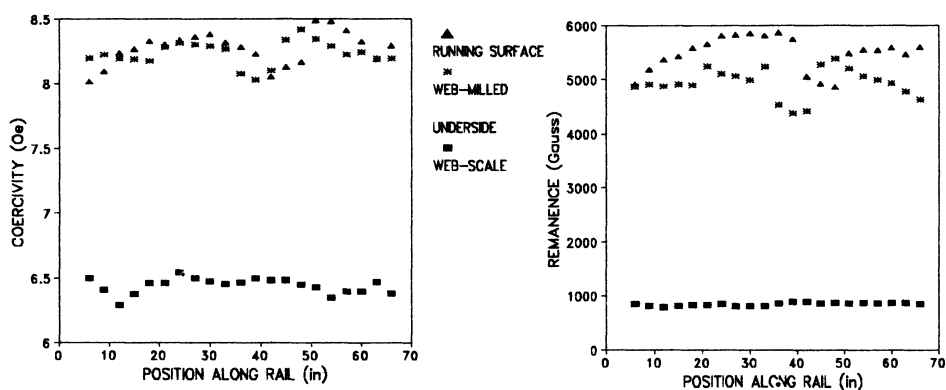 8.5
8
7.5
7
6.5
6
COERCIVITY (Oe)
0 10 20 30 40 50 60 70
POSITION ALONG RAIL (in)
RUNNING SURFACE
WEB-MILLED
UNDERSIDE
WEB-SCALE
6000
5000
4000
3000
2000
1000
0
REMANENCE (Gauss)
0 10 20 30 40 50 60 70
POSITION ALONG RAIL (in)